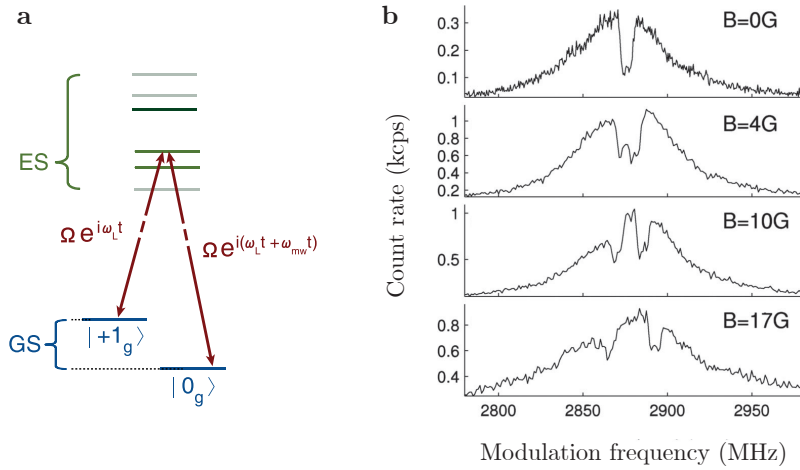 a
ES
Ω e^{iω_L t}
Ω e^{i(ω_L t + ω_mw t)}
GS
|+1_g⟩
|0_g⟩
b
Count rate (kcps)
B=0G
0.3
0.2
0.1
B=4G
1
0.8
0.6
0.4
0.2
B=10G
1
0.5
B=17G
0.8
0.6
0.4
2800 2850 2900 2950
Modulation frequency (MHz)